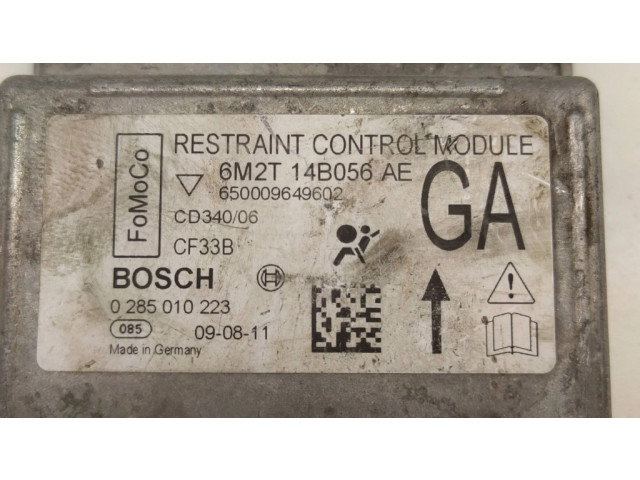 FoMoCo
RESTRAINT CONTROL MODULE
6M2T 14B056 AE
650009649602
CD340/06
CF33B
GA
BOSCH
0 285 010 223
085
09-08-11
Made in Germany